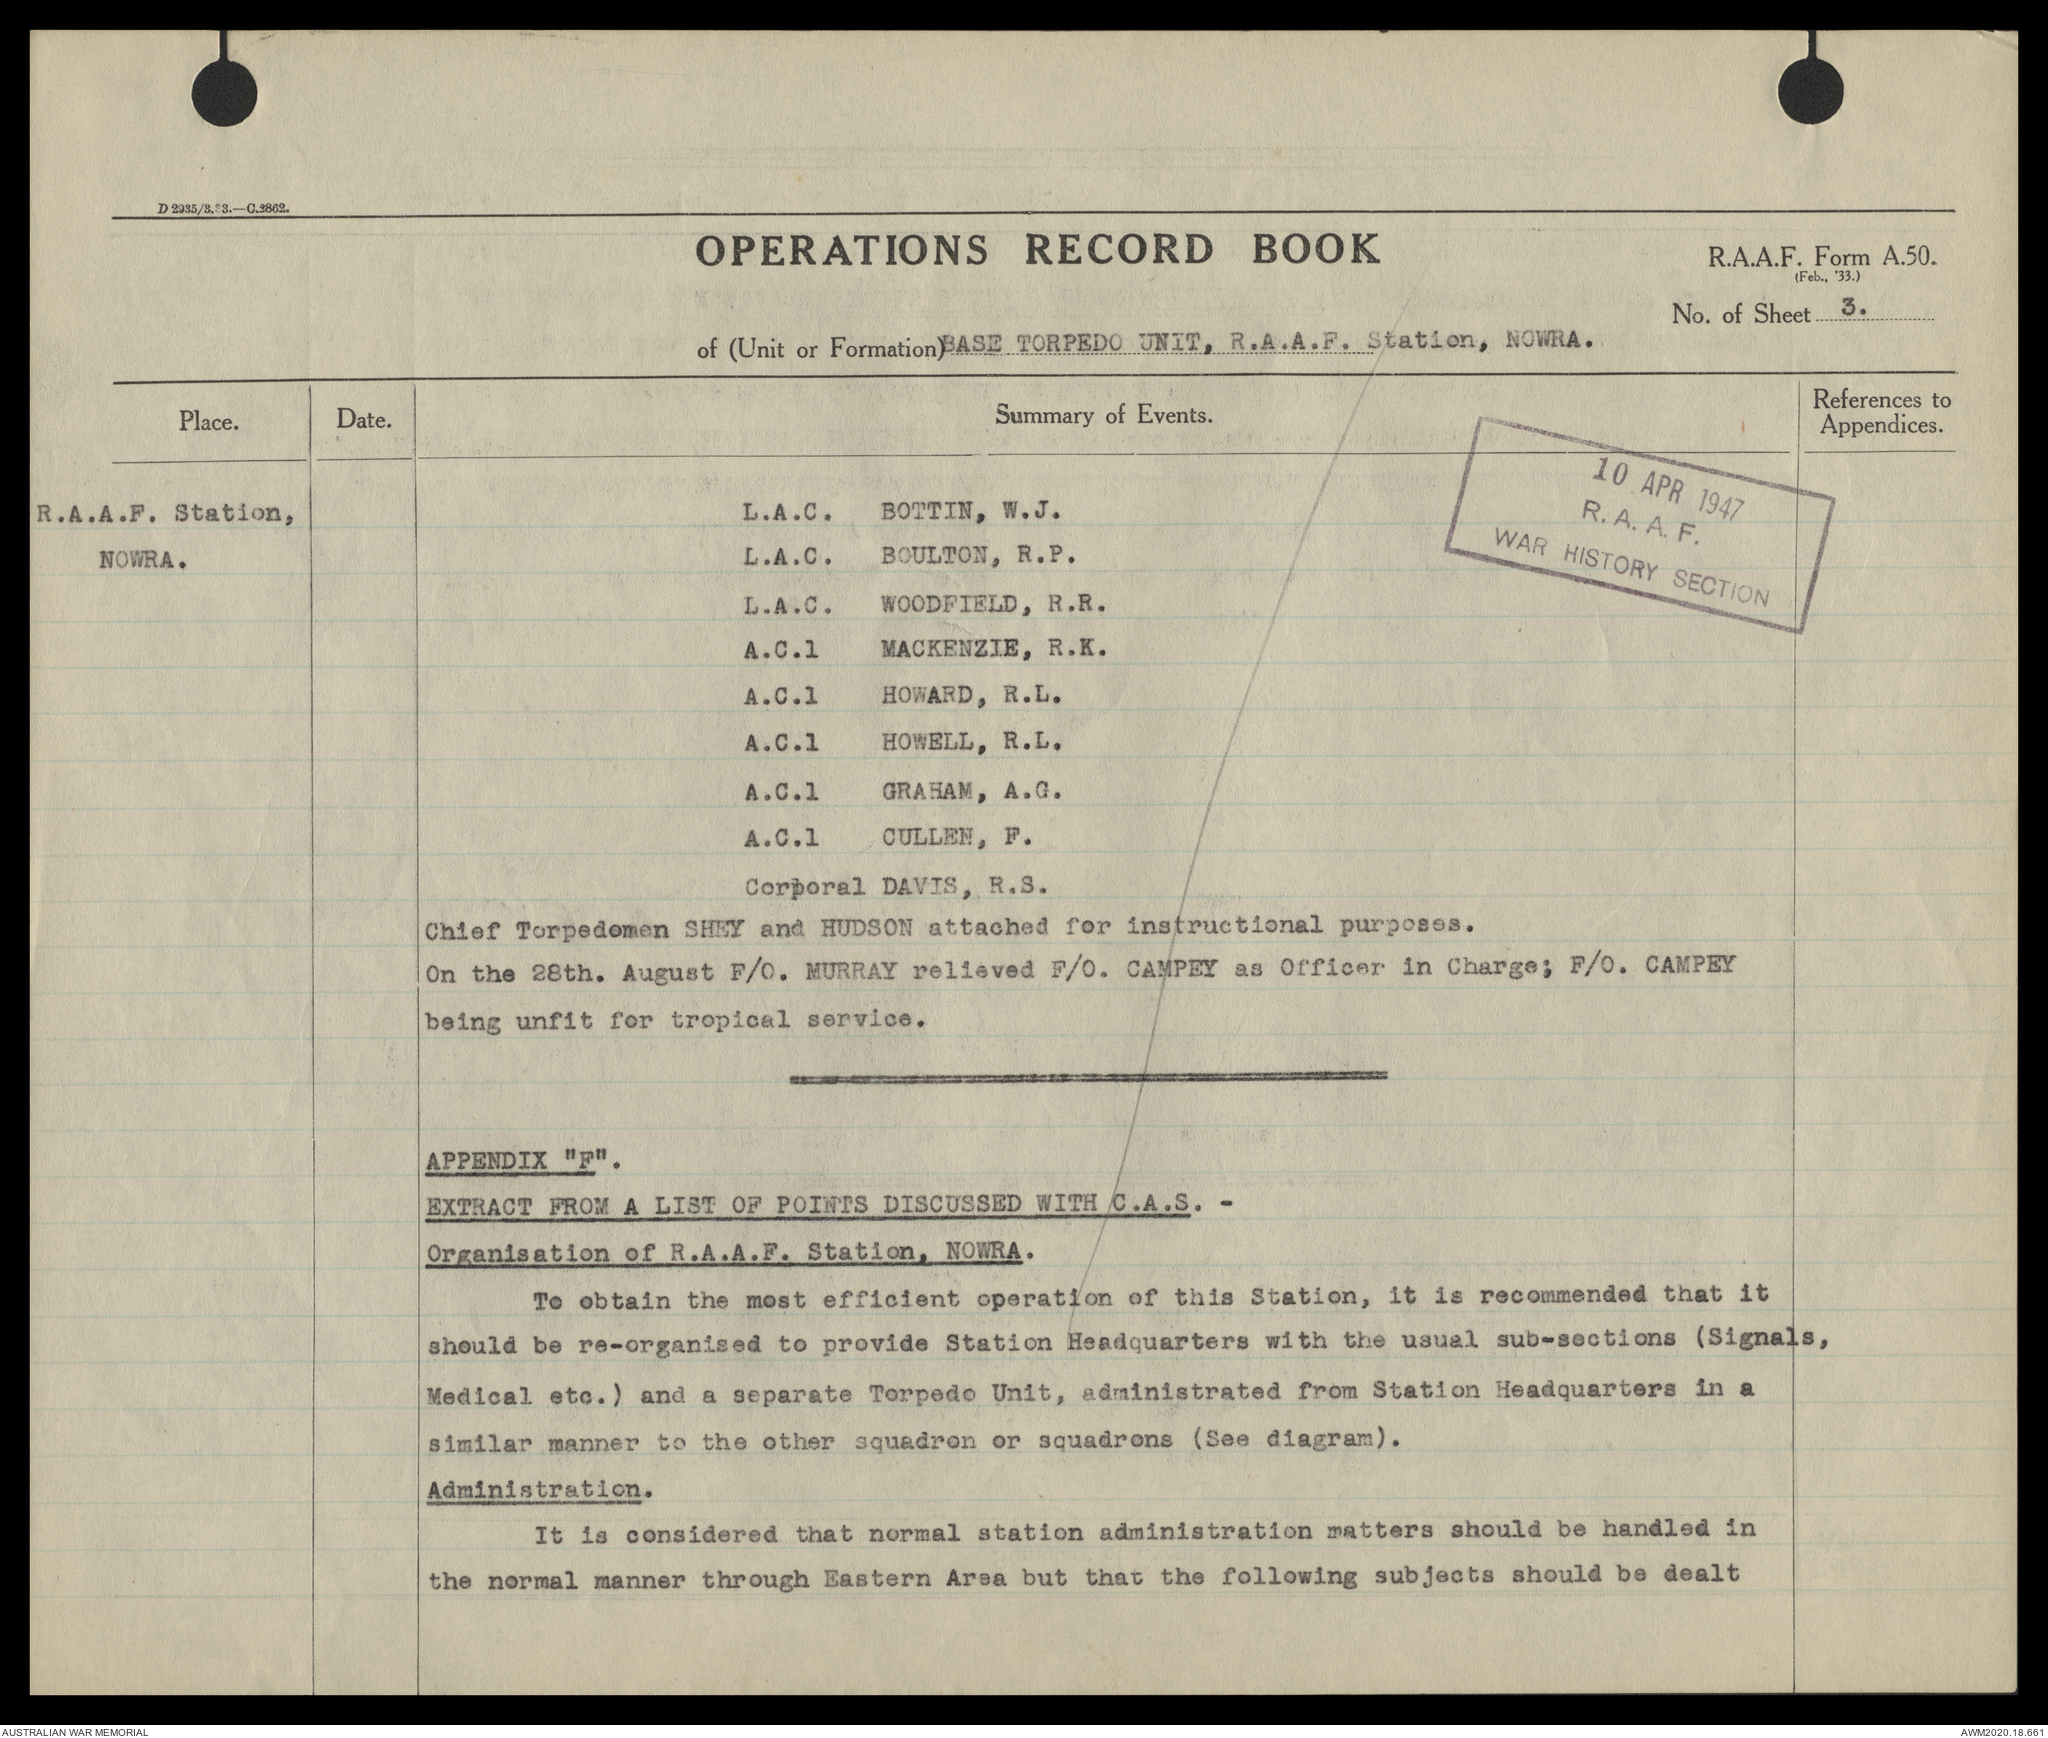 D 2935/3.33.—C.2862.
OPERATIONS RECORD BOOK
R.A.A.F. Form A.50.
(Feb., '33.)
No. of Sheet 3.
of (Unit or Formation) BASE TORPEDO UNIT, R.A.A.F. Station, NOWRA.
Place. Date. Summary of Events. References to Appendices.
10 APR 1947
R. A. A. F.
WAR HISTORY SECTION
R.A.A.F. Station,
NOWRA.
L.A.C. BOTTIN, W.J.
L.A.C. BOULTON, R.P.
L.A.C. WOODFIELD, R.R.
A.C.1 MACKENZIE, R.K.
A.C.1 HOWARD, R.L.
A.C.1 HOWELL, R.L.
A.C.1 GRAHAM, A.G.
A.C.1 CULLEN, F.
Corporal DAVIS, R.S.
Chief Torpedomen SHEY and HUDSON attached for instructional purposes.
On the 28th. August F/O. MURRAY relieved F/O. CAMPEY as Officer in Charge; F/O. CAMPEY
being unfit for tropical service.
APPENDIX "F".
EXTRACT FROM A LIST OF POINTS DISCUSSED WITH C.A.S. -
Organisation of R.A.A.F. Station, NOWRA.
To obtain the most efficient operation of this Station, it is recommended that it
should be re-organised to provide Station Headquarters with the usual sub-sections (Signals,
Medical etc.) and a separate Torpedo Unit, administrated from Station Headquarters in a
similar manner to the other squadron or squadrons (See diagram).
Administration.
It is considered that normal station administration matters should be handled in
the normal manner through Eastern Area but that the following subjects should be dealt
AUSTRALIAN WAR MEMORIAL
AWM2020.18.661